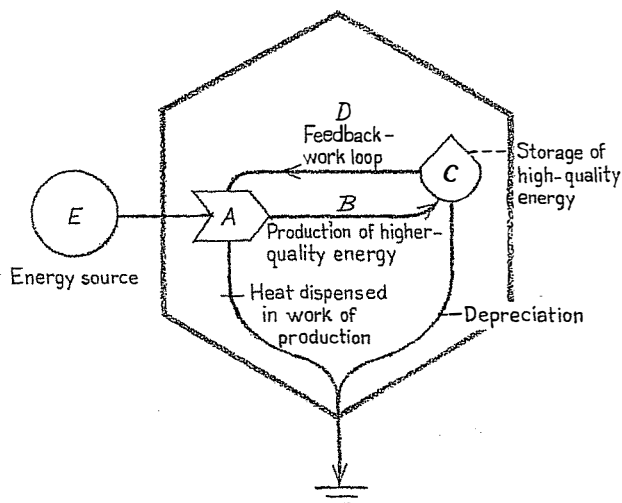 D
Feedback-
work loop
C
Storage of
high-quality
energy
E
A
B
Production of higher-
quality energy
Energy source
Heat dispensed
in work of
production
Depreciation